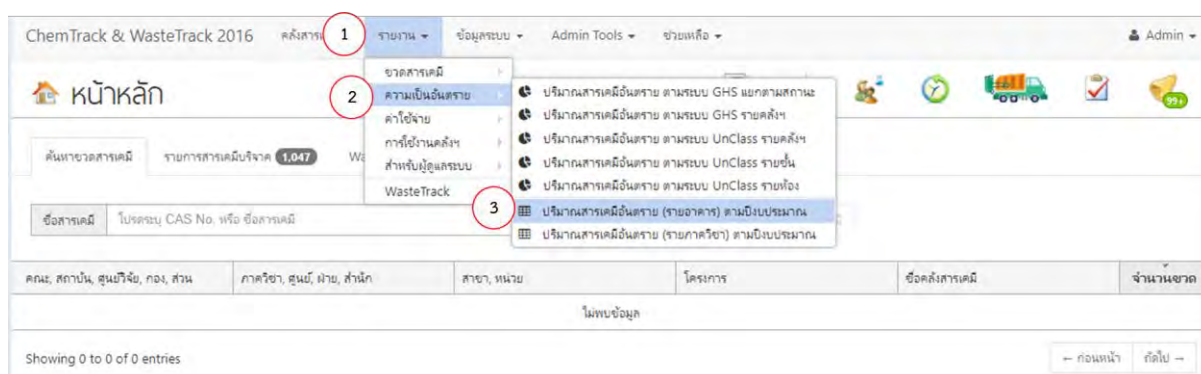 ChemTrack & WasteTrack 2016 1 รายงาน ข้อมูลระบบ Admin Tools ช่วยเหลือ Admin
หน้าหลัก
ขวดสารเคมี
2 ความเป็นอันตราย
ค่าใช้จ่าย
การใช้งานคลังฯ
สำหรับผู้ดูแลระบบ
WasteTrack
ปริมาณสารเคมีอันตราย ตามระบบ GHS แยกตามสถานะ
ปริมาณสารเคมีอันตราย ตามระบบ GHS รายคลังฯ
ปริมาณสารเคมีอันตราย ตามระบบ UnClass รายคลังฯ
ปริมาณสารเคมีอันตราย ตามระบบ UnClass รายชั้น
ปริมาณสารเคมีอันตราย ตามระบบ UnClass รายห้อง
3 ปริมาณสารเคมีอันตราย (รายอาคาร) ตามปีงบประมาณ
ปริมาณสารเคมีอันตราย (รายภาควิชา) ตามปีงบประมาณ
99+
ค้นหาขวดสารเคมี รายการสารเคมีบริจาค 1,047
ชื่อสารเคมี โปรดระบุ CAS No. หรือ ชื่อสารเคมี
คณะ, สถาบัน, ศูนย์วิจัย, กอง, ส่วน ภาควิชา, ศูนย์, ฝ่าย, สำนัก สาขา, หน่วย โครงการ ชื่อคลังสารเคมี จำนวนขวด
ไม่พบข้อมูล
Showing 0 to 0 of 0 entries ← ก่อนหน้า ถัดไป →